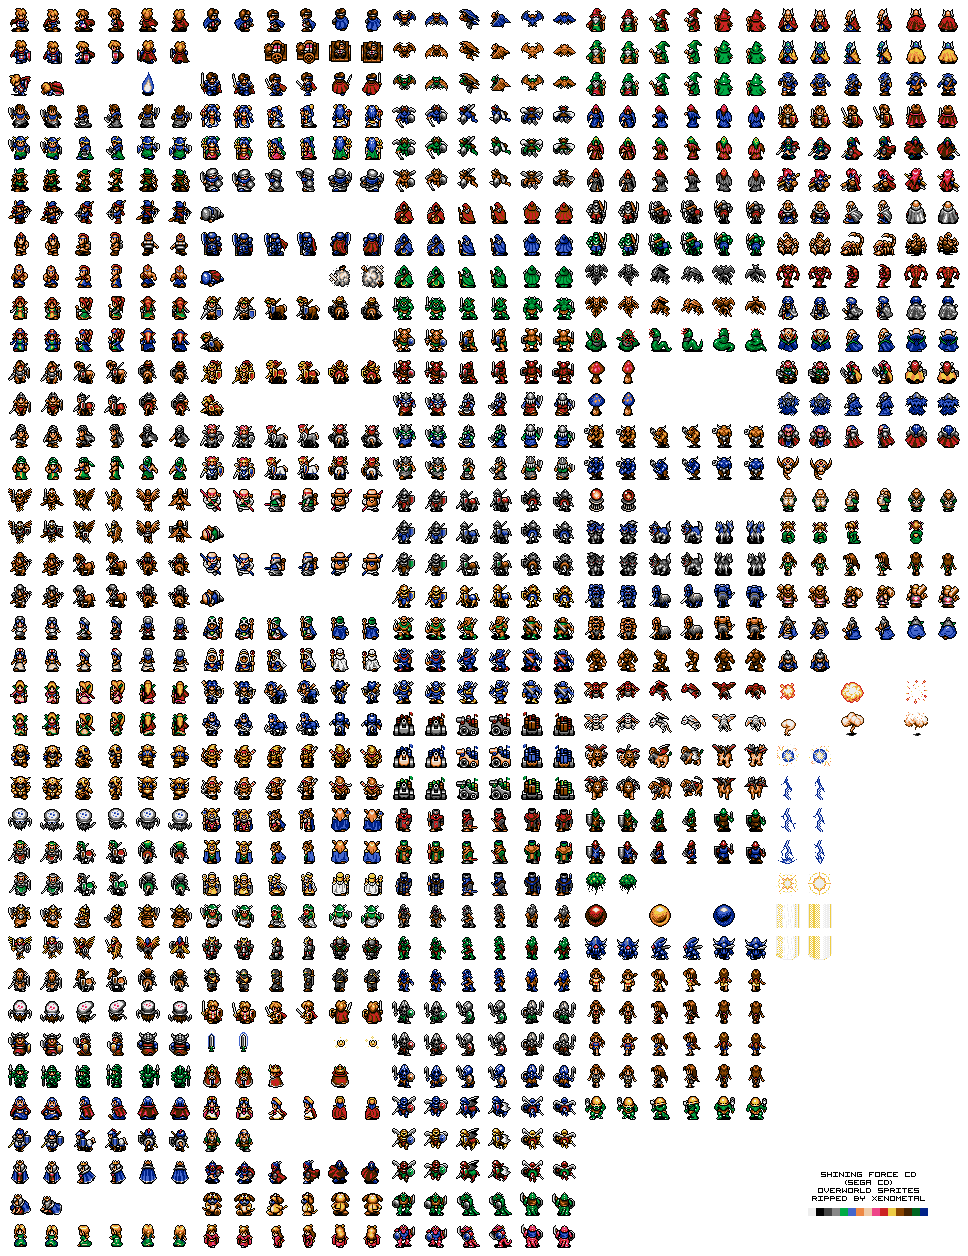 SHINING FORCE CD
(SEGA CD)
OVERWORLD SPRITES
RIPPED BY XENOMETAL